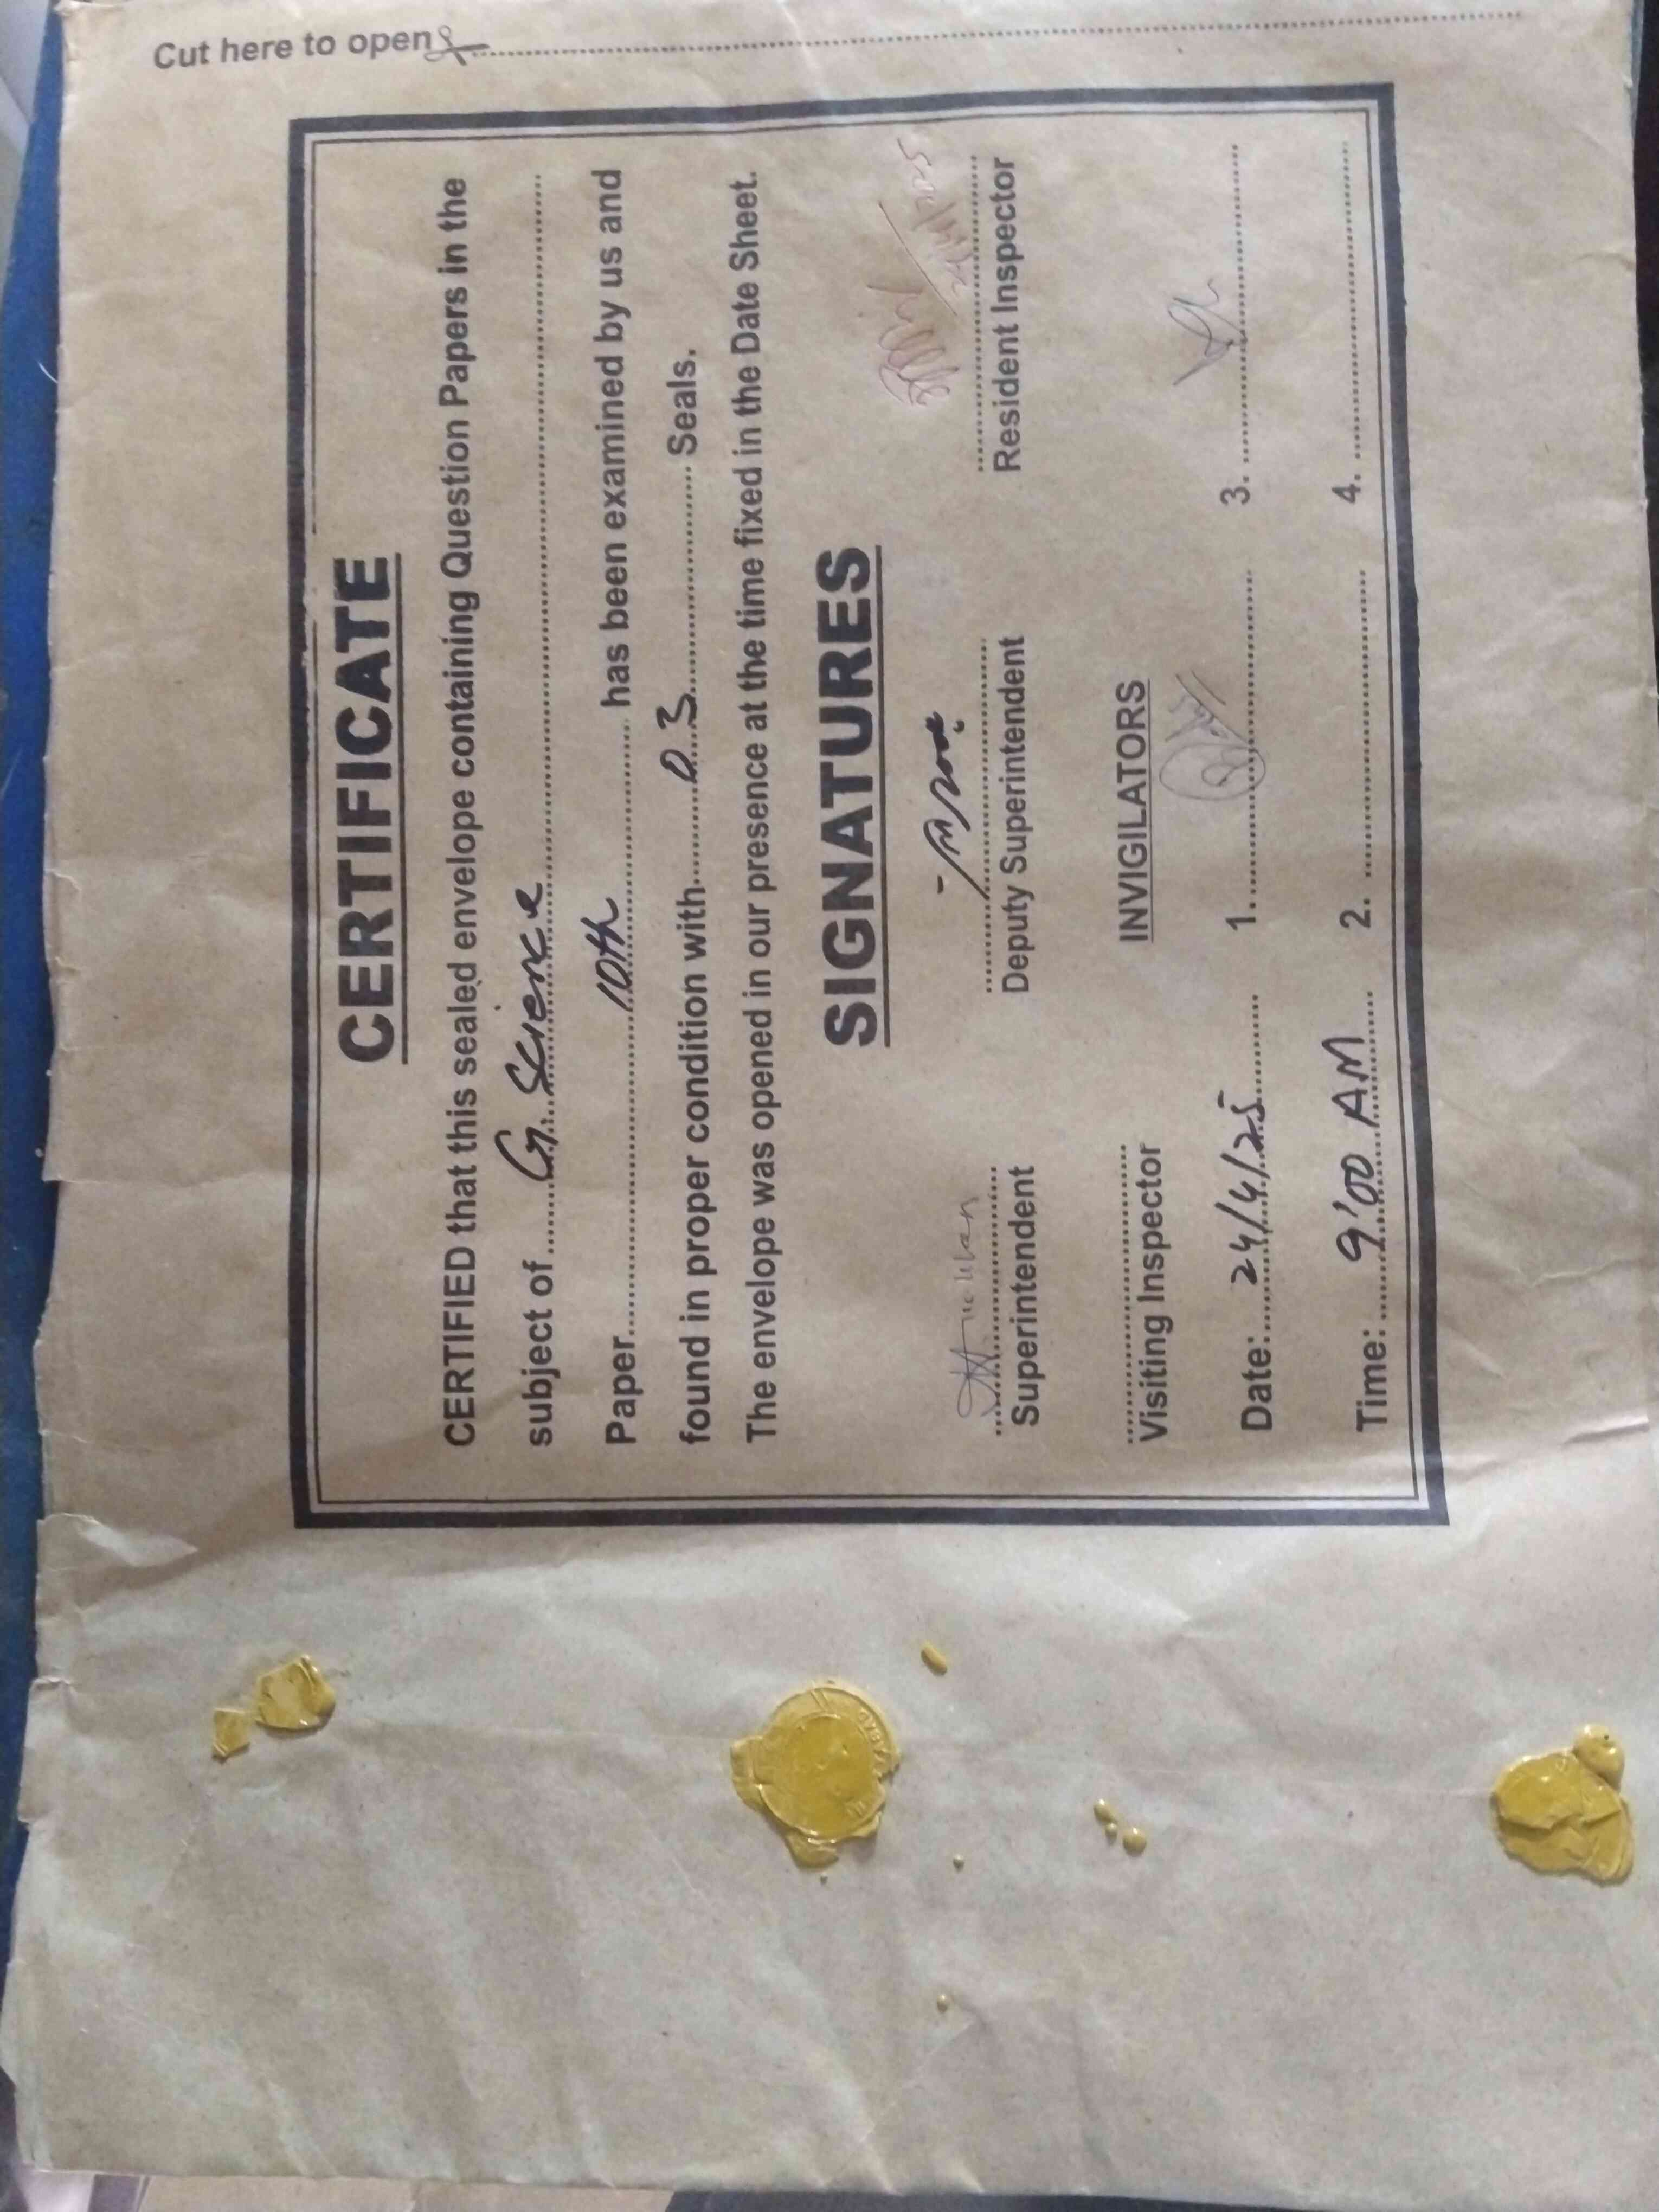 Cut here to open
CERTIFICATE
CERTIFIED that this sealed envelope containing Question Papers in the
subject of G. Science
Paper 10th has been examined by us and
found in proper condition with 03 Seals.
The envelope was opened in our presence at the time fixed in the Date Sheet.
SIGNATURES
Superintendent Deputy Superintendent Resident Inspector
Visiting Inspector INVIGILATORS
Date: 24/4/25 1. 3.
Time: 9:00 AM 2. 4.